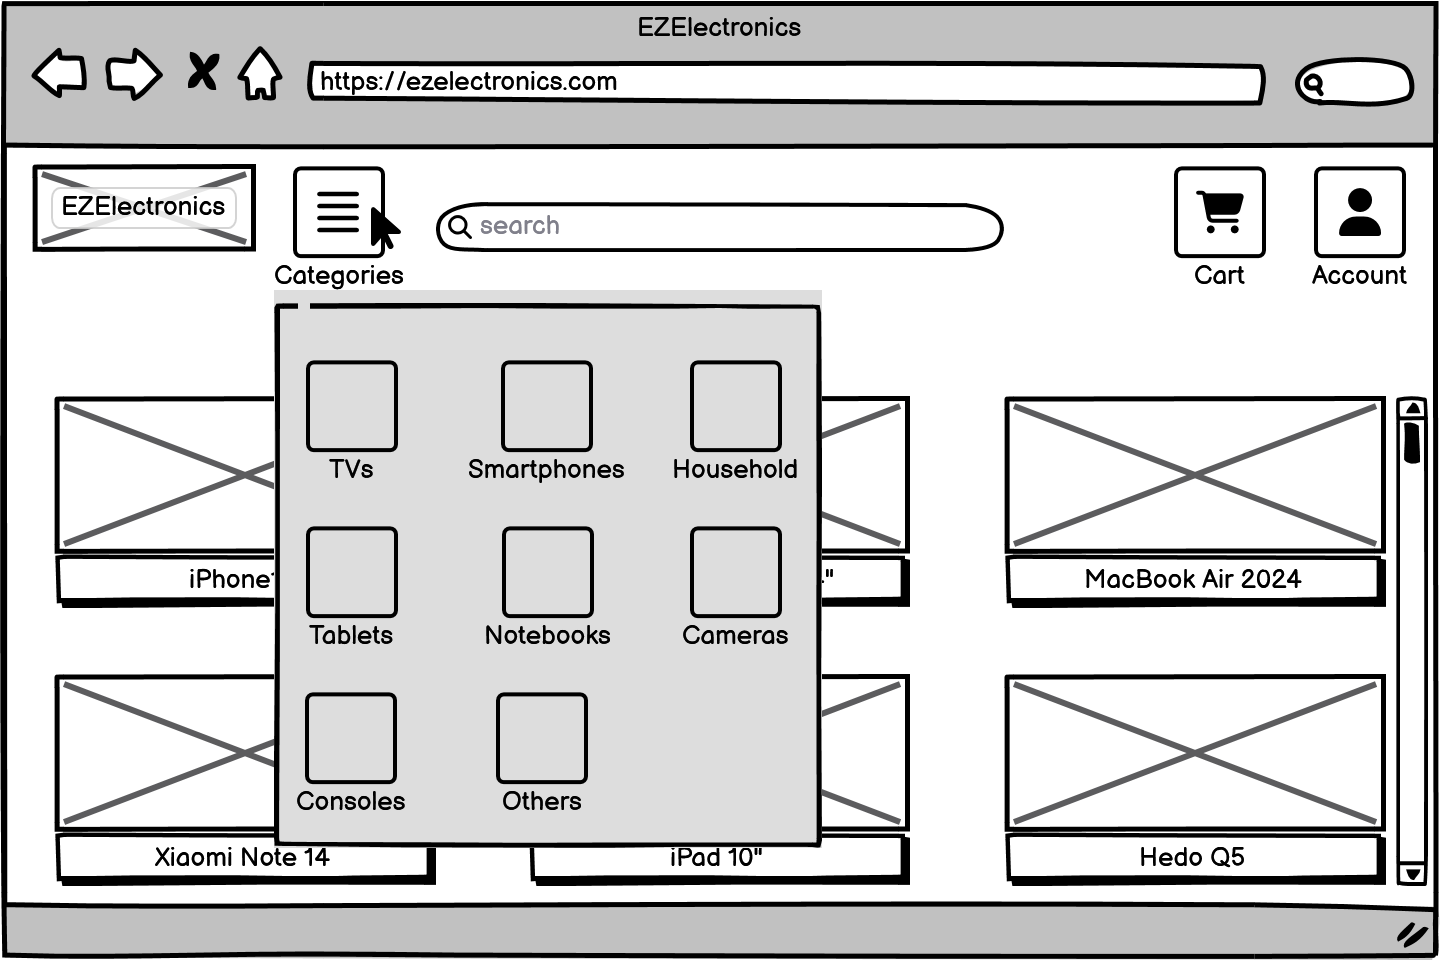 EZElectronics
https://ezelectronics.com
EZElectronics
search
Categories
Cart
Account
TVs
Smartphones
Household
Tablets
Notebooks
Cameras
Consoles
Others
iPhone
"
MacBook Air 2024
Xiaomi Note 14
iPad 10"
Hedo Q5